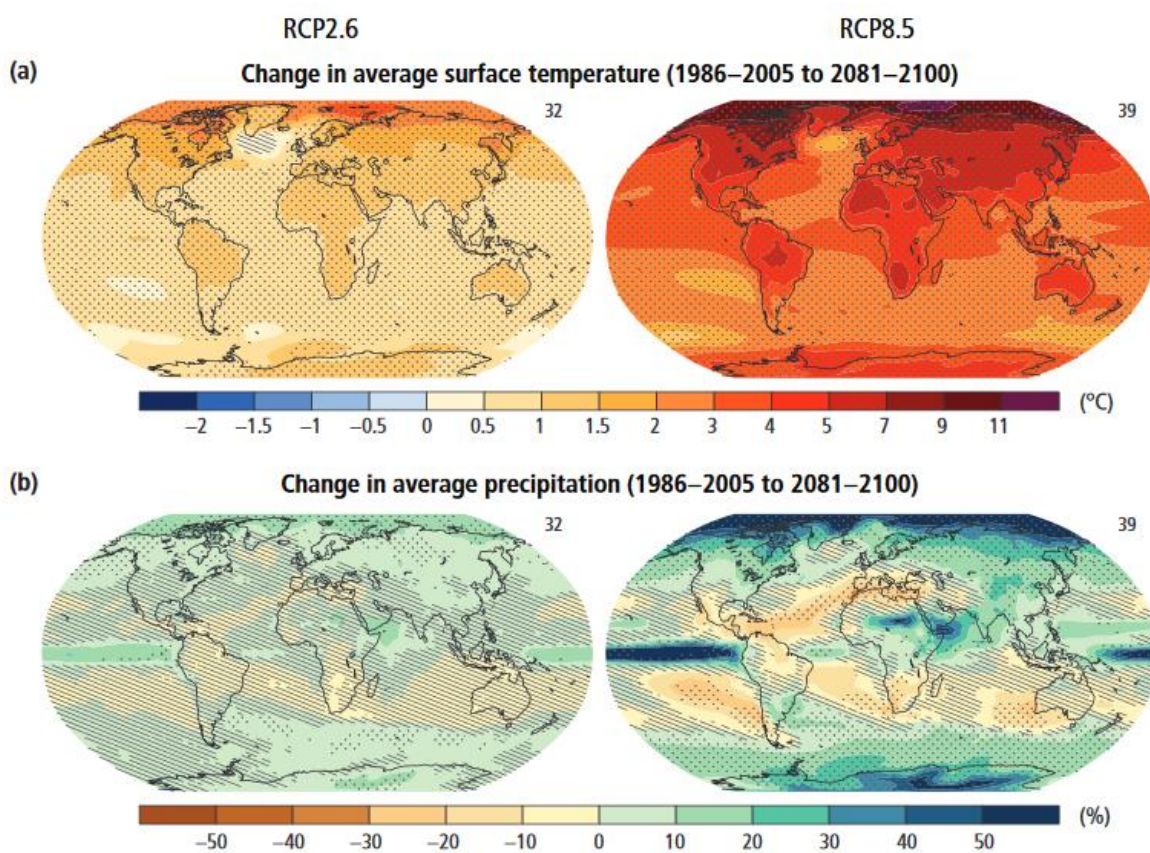 RCP2.6 RCP8.5
(a) Change in average surface temperature (1986–2005 to 2081–2100)
32 39
−2 −1.5 −1 −0.5 0 0.5 1 1.5 2 3 4 5 7 9 11 (°C)
(b) Change in average precipitation (1986–2005 to 2081–2100)
32 39
−50 −40 −30 −20 −10 0 10 20 30 40 50 (%)